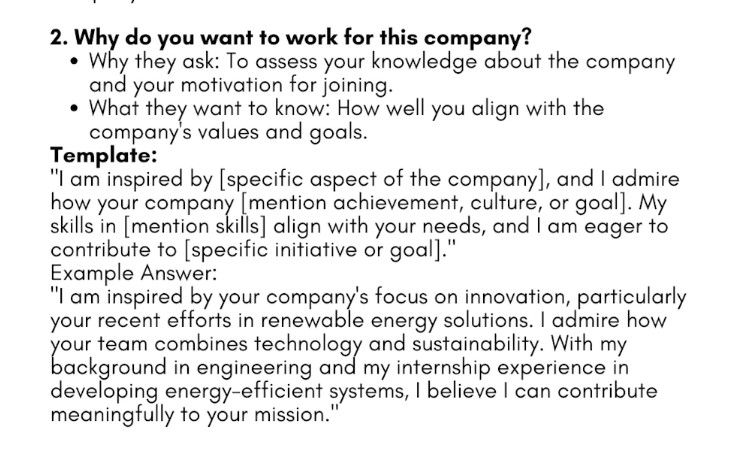 2. Why do you want to work for this company?
• Why they ask: To assess your knowledge about the company
and your motivation for joining.
• What they want to know: How well you align with the
company's values and goals.
Template:
"I am inspired by [specific aspect of the company], and I admire
how your company [mention achievement, culture, or goal]. My
skills in [mention skills] align with your needs, and I am eager to
contribute to [specific initiative or goal]."
Example Answer:
"I am inspired by your company's focus on innovation, particularly
your recent efforts in renewable energy solutions. I admire how
your team combines technology and sustainability. With my
background in engineering and my internship experience in
developing energy-efficient systems, I believe I can contribute
meaningfully to your mission."